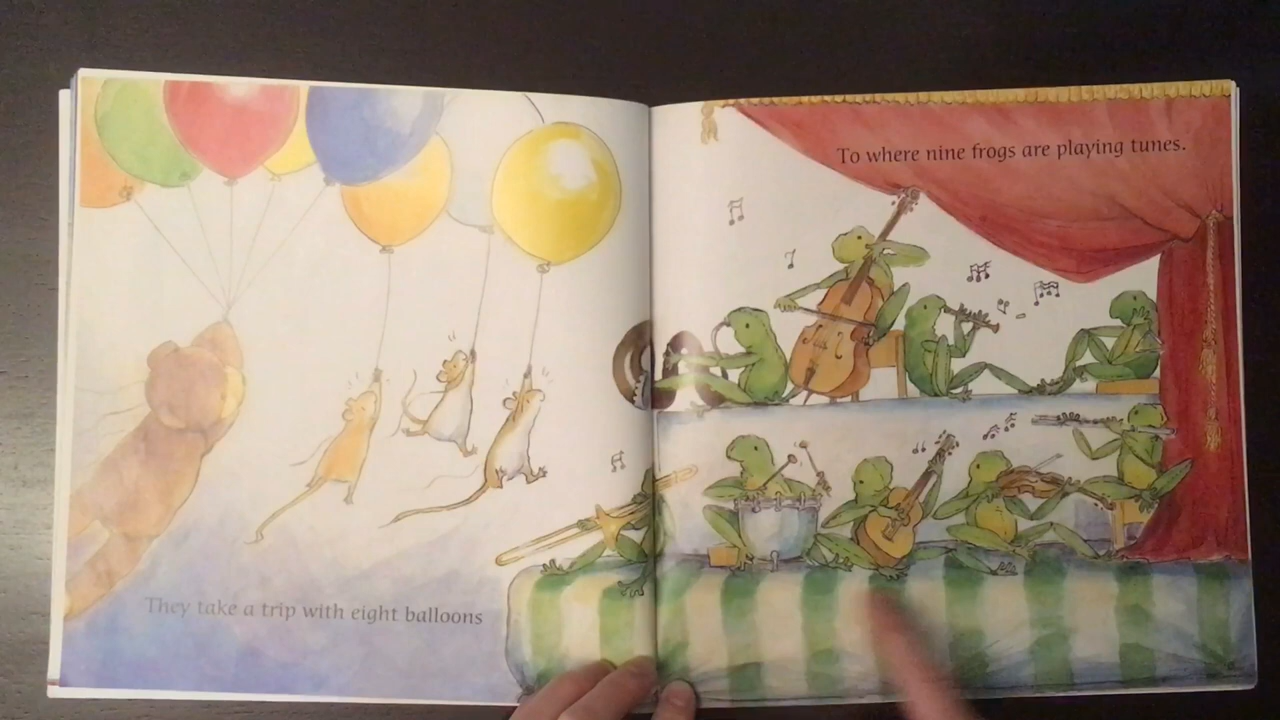 They take a trip with eight balloons
To where nine frogs are playing tunes.